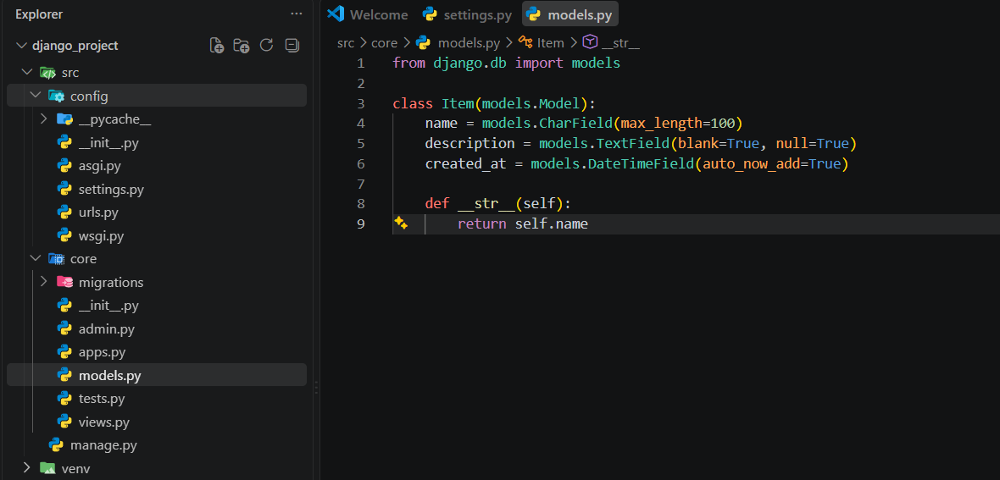 Explorer
django_project
src
config
__pycache__
__init__.py
asgi.py
settings.py
urls.py
wsgi.py
core
migrations
__init__.py
admin.py
apps.py
models.py
tests.py
views.py
manage.py
venv
Welcome settings.py models.py
src > core > models.py > Item > __str__
1 from django.db import models
2
3 class Item(models.Model):
4     name = models.CharField(max_length=100)
5     description = models.TextField(blank=True, null=True)
6     created_at = models.DateTimeField(auto_now_add=True)
7
8     def __str__(self):
9         return self.name